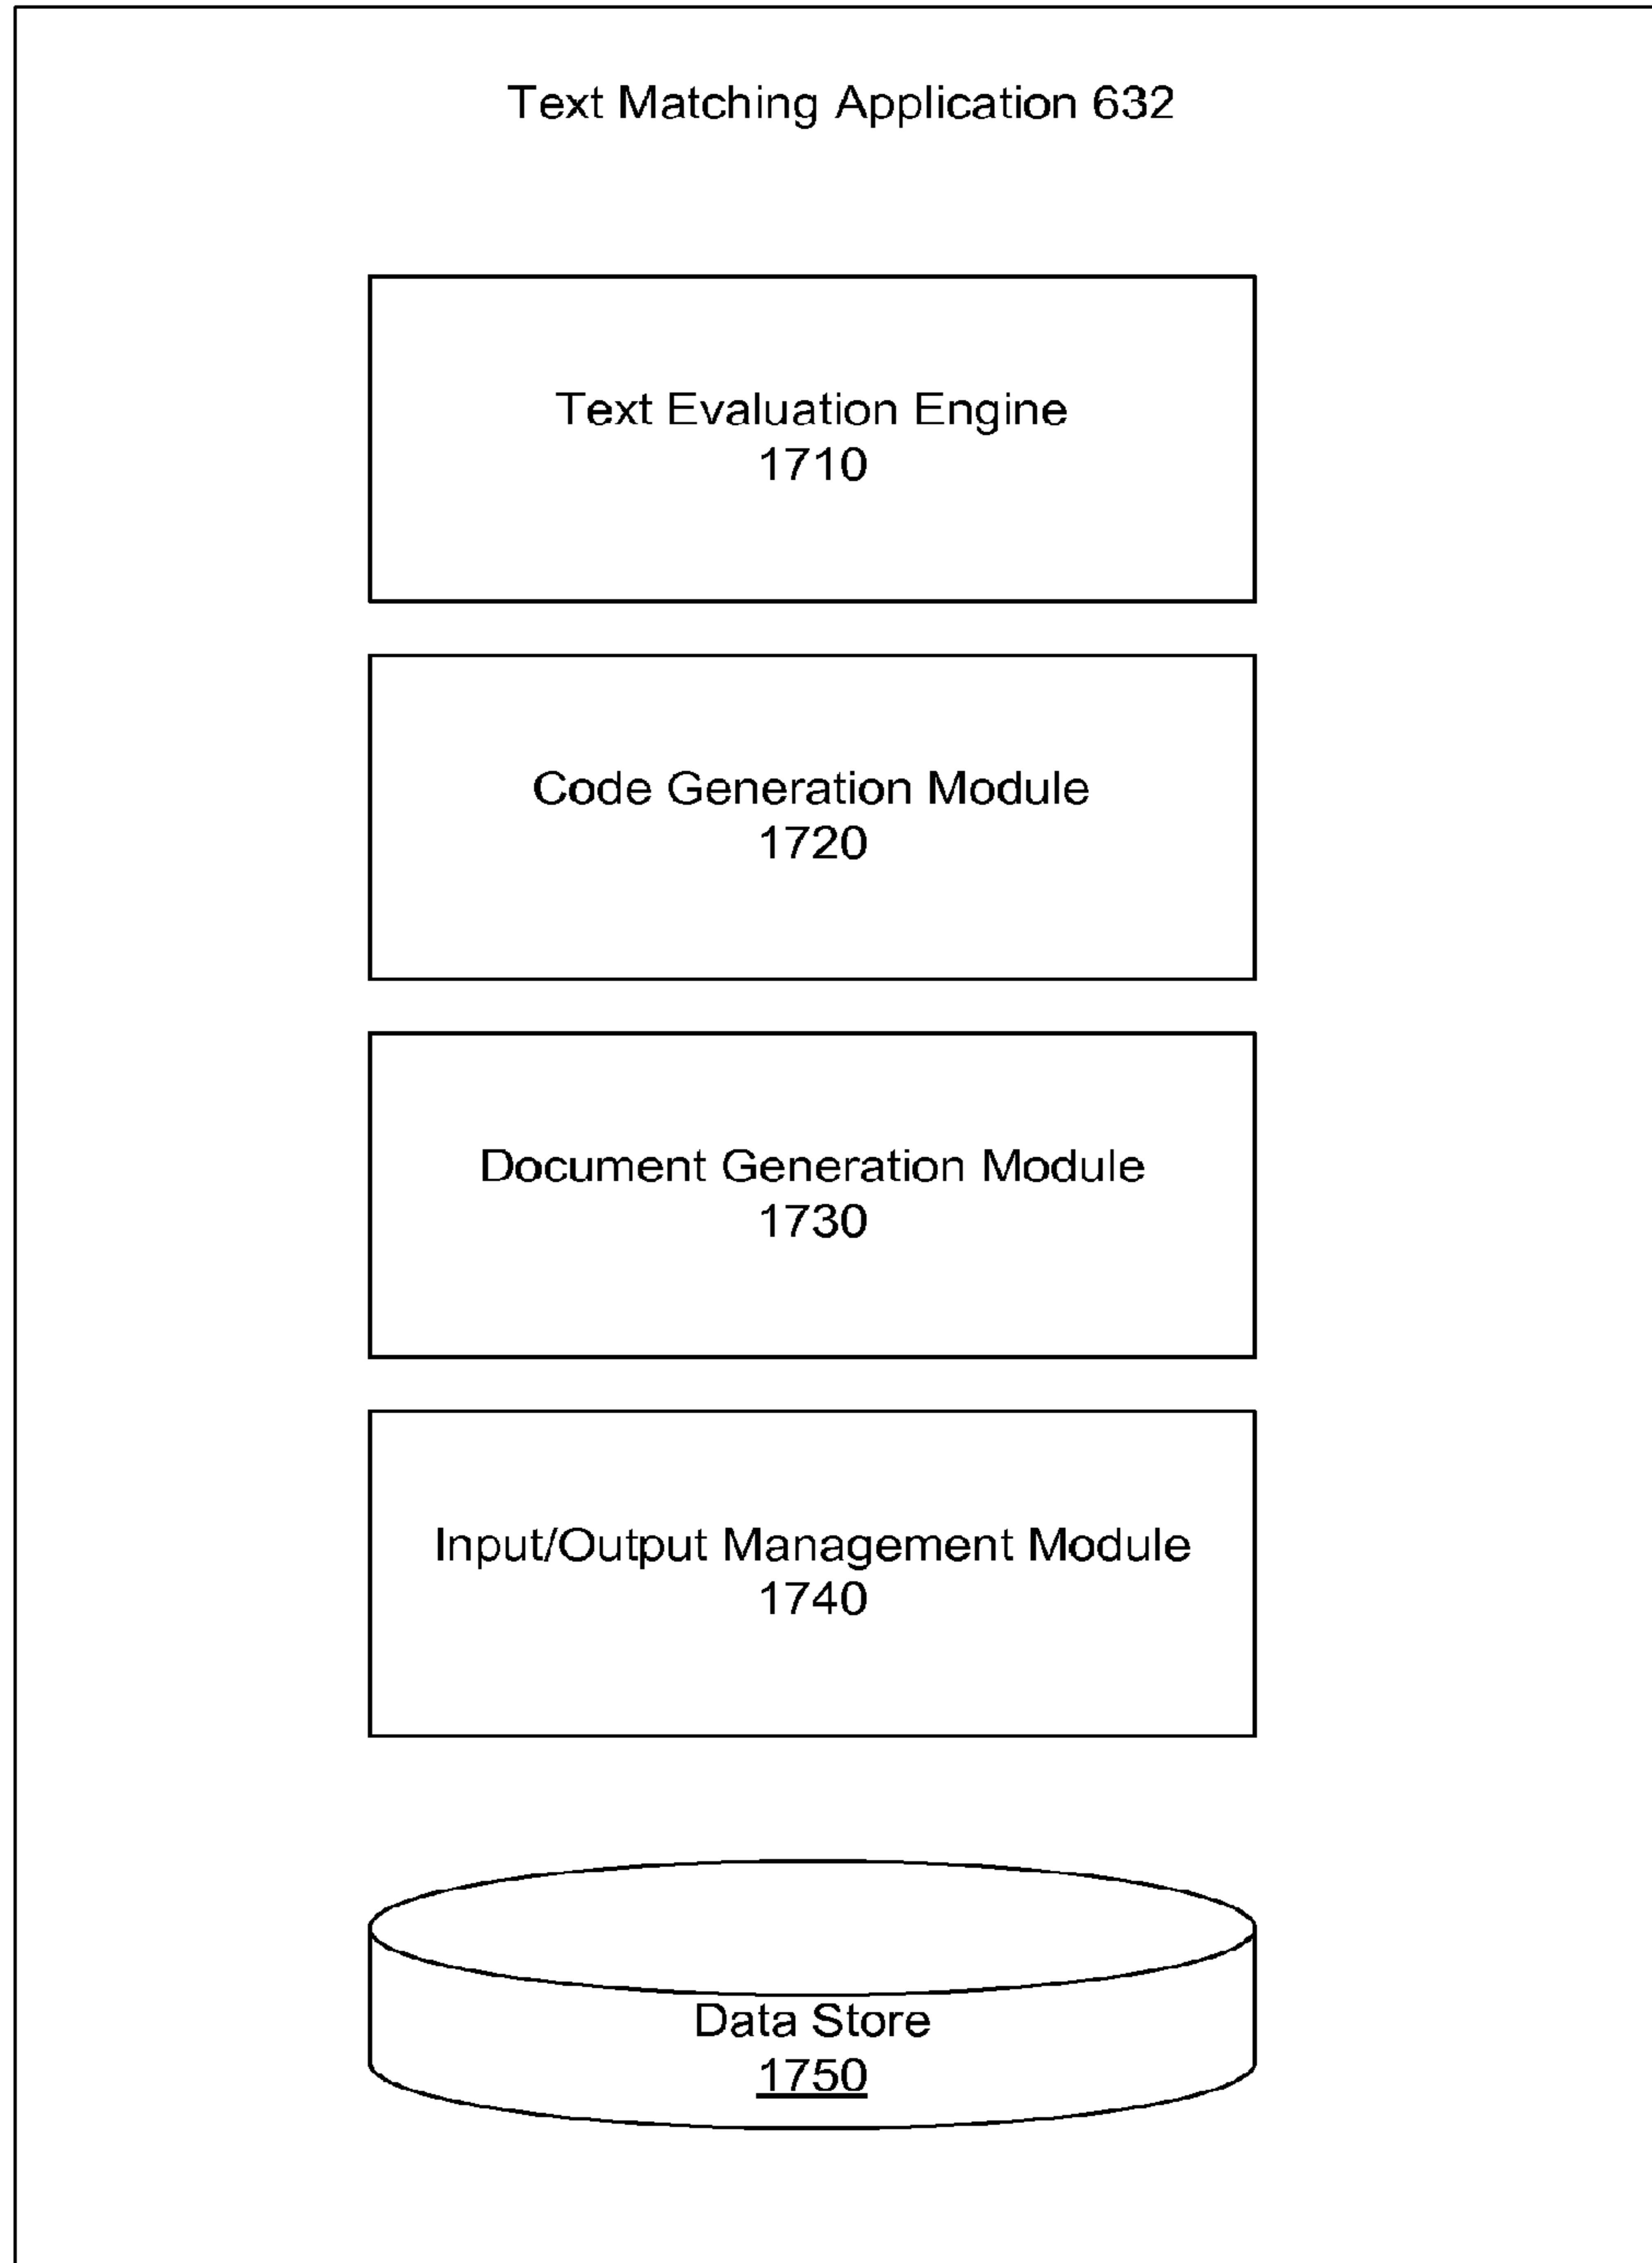 Text Matching Application 632
Text Evaluation Engine
1710
Code Generation Module
1720
Document Generation Module
1730
Input/Output Management Module
1740
Data Store
1750